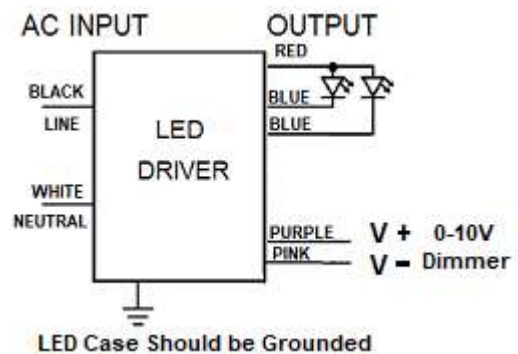 AC INPUT
OUTPUT
RED
BLACK
LINE
BLUE
BLUE
LED
DRIVER
WHITE
NEUTRAL
PURPLE
PINK
V + 0-10V
V - Dimmer
LED Case Should be Grounded